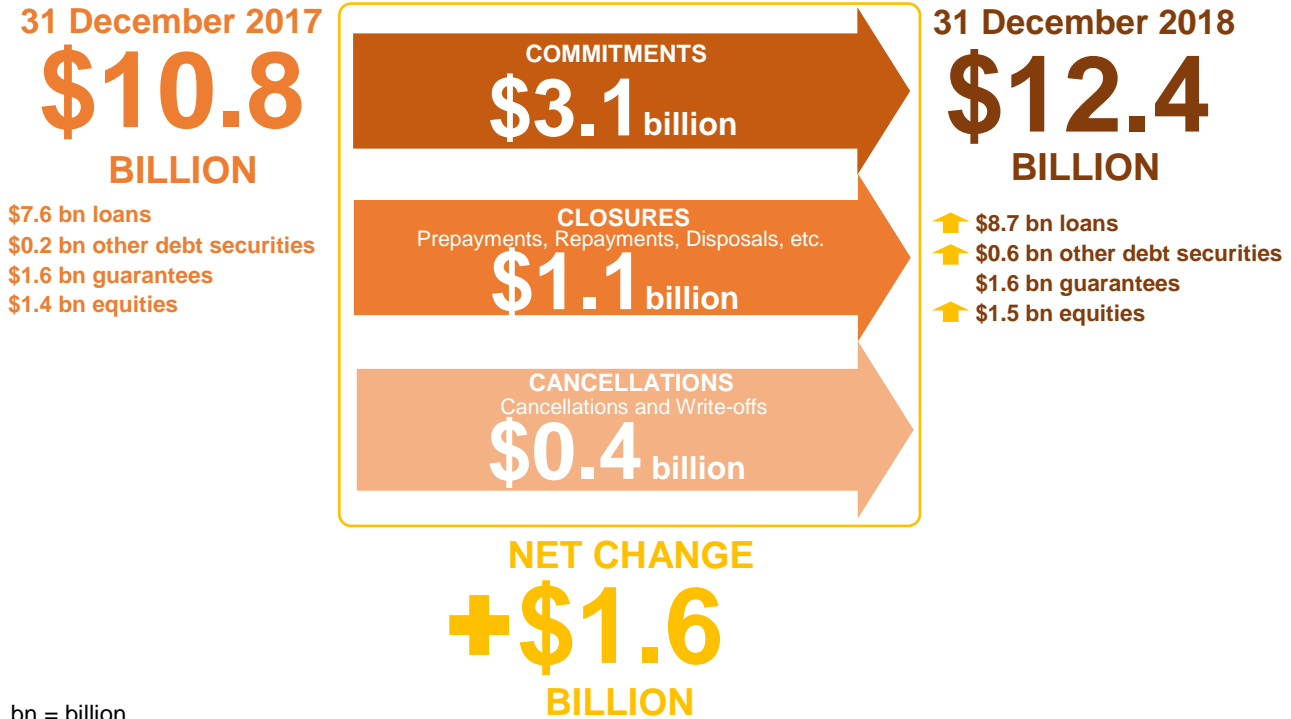 31 December 2017
$10.8
BILLION
$7.6 bn loans
$0.2 bn other debt securities
$1.6 bn guarantees
$1.4 bn equities
COMMITMENTS
$3.1 billion
CLOSURES
Prepayments, Repayments, Disposals, etc.
$1.1 billion
CANCELLATIONS
Cancellations and Write-offs
$0.4 billion
31 December 2018
$12.4
BILLION
$8.7 bn loans
$0.6 bn other debt securities
$1.6 bn guarantees
$1.5 bn equities
NET CHANGE
+$1.6
BILLION
bn = billion